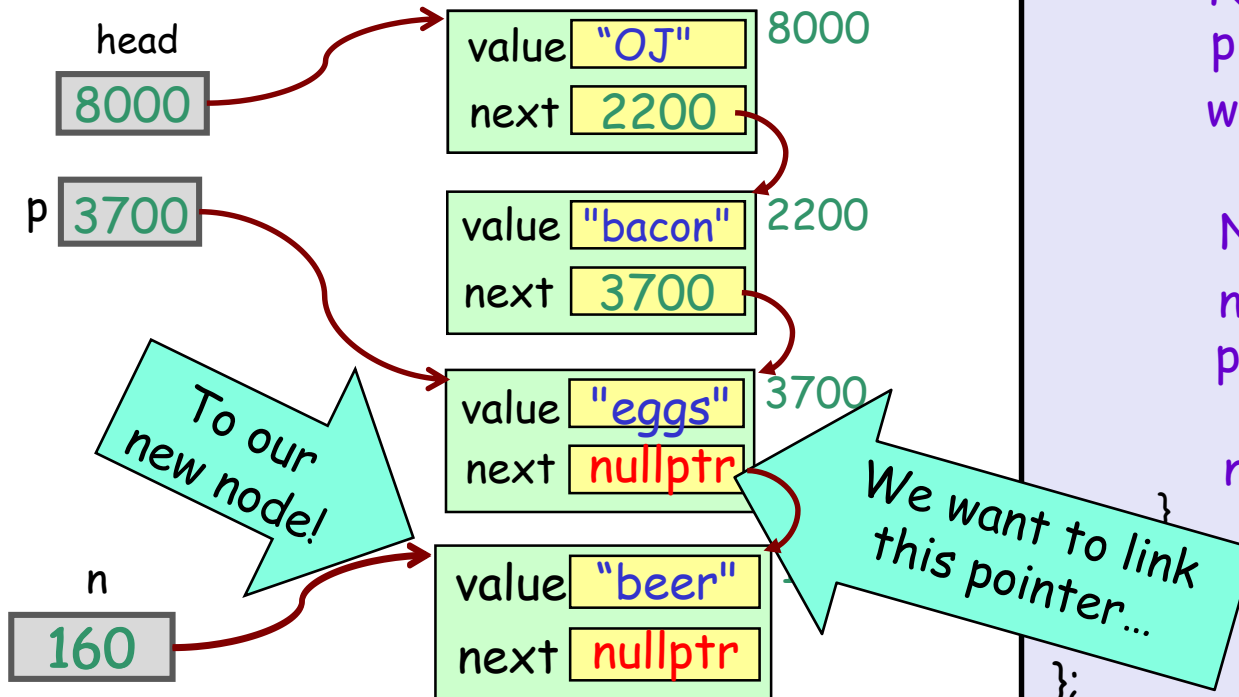 head
8000
value “OJ"
8000
next 2200
p 3700
value "bacon"
2200
next 3700
value "eggs"
3700
next nullptr
To our
new node!
We want to link
this pointer...
n
160
value “beer"
next nullptr
}
};